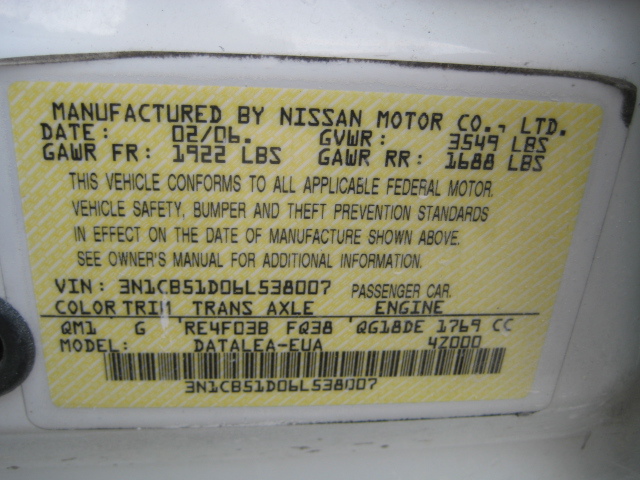 MANUFACTURED BY NISSAN MOTOR CO., LTD.
DATE: 02/06. GVWR: 3549 LBS
GAWR FR: 1922 LBS GAWR RR: 1688 LBS
THIS VEHICLE CONFORMS TO ALL APPLICABLE FEDERAL MOTOR.
VEHICLE SAFETY, BUMPER AND THEFT PREVENTION STANDARDS
IN EFFECT ON THE DATE OF MANUFACTURE SHOWN ABOVE.
SEE OWNER'S MANUAL FOR ADDITIONAL INFORMATION.
VIN: 3N1CB51D06L538007 PASSENGER CAR.
COLOR TRIM TRANS AXLE ENGINE
QM1 G RE4F03B FQ38 QG18DE 1769 CC
MODEL: DATALEA-EUA 4Z000
3N1CB51D06L538007